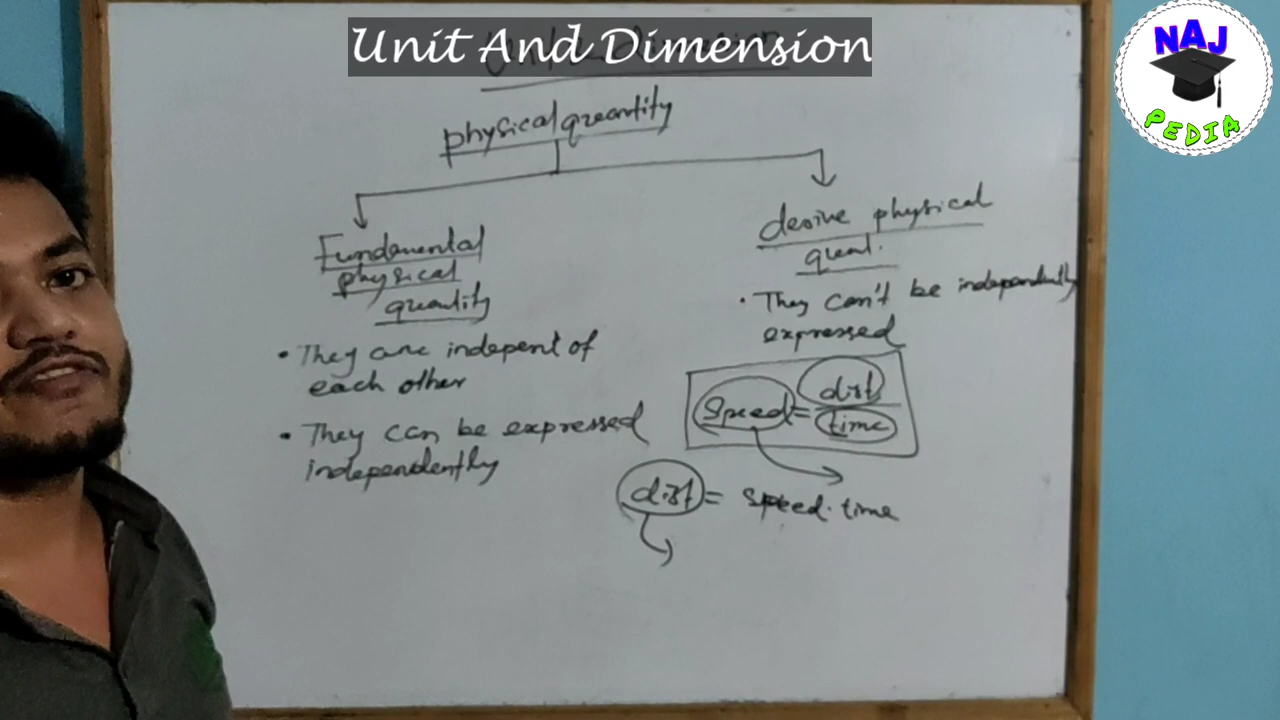 Unit And Dimension
NAJ
PEDIA
physical quantity
Fundamental
physical
quantity
• They are indepent of
each other
• They can be expressed
independently
derive physical
quant.
• They can't be independently
expressed
Speed = dist
time
dist = speed . time